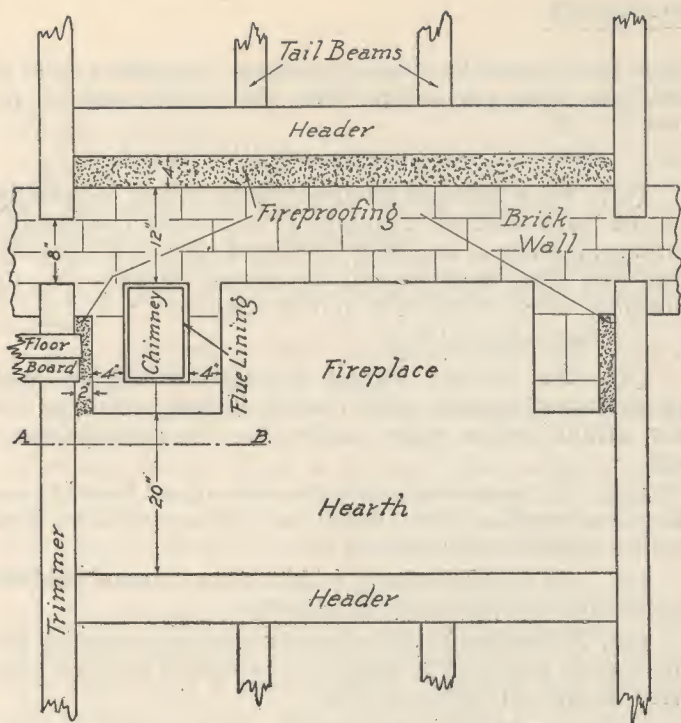 Tail Beams
Header
4"
Fireproofing
Brick
Wall
8"
12"
Floor
Board
Chimney
Flue Lining
4"
4"
2"
Fireplace
A
B
20"
Hearth
Trimmer
Header